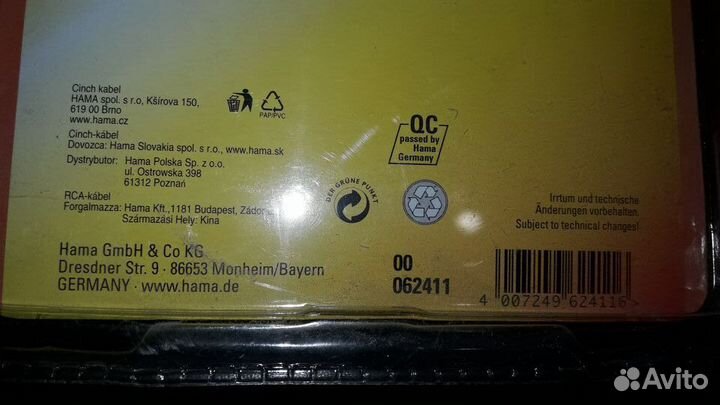 Cinch kabel
HAMA spol. s r.o, Kšírova 150,
619 00 Brno
www.hama.cz
Cinch-kábel
Dovozca: Hama Slovakia spol. s r.o., www.hama.sk
Dystrybutor: Hama Polska Sp. z o.o.
ul. Ostrowska 398
61312 Poznań
RCA-kábel
Forgalmazza: Hama Kft.,1181 Budapest,
Származási Hely: Kina
PAP/PVC
QC
passed by
Hama
Germany
DER GRÜNE PUNKT
Irrtum und technische
Änderungen vorbehalten.
Subject to technical changes!
Hama GmbH & Co KG
Dresdner Str. 9 · 86653 Monheim/Bayern
GERMANY · www.hama.de
00
062411
4 007249 624116 >
Avito